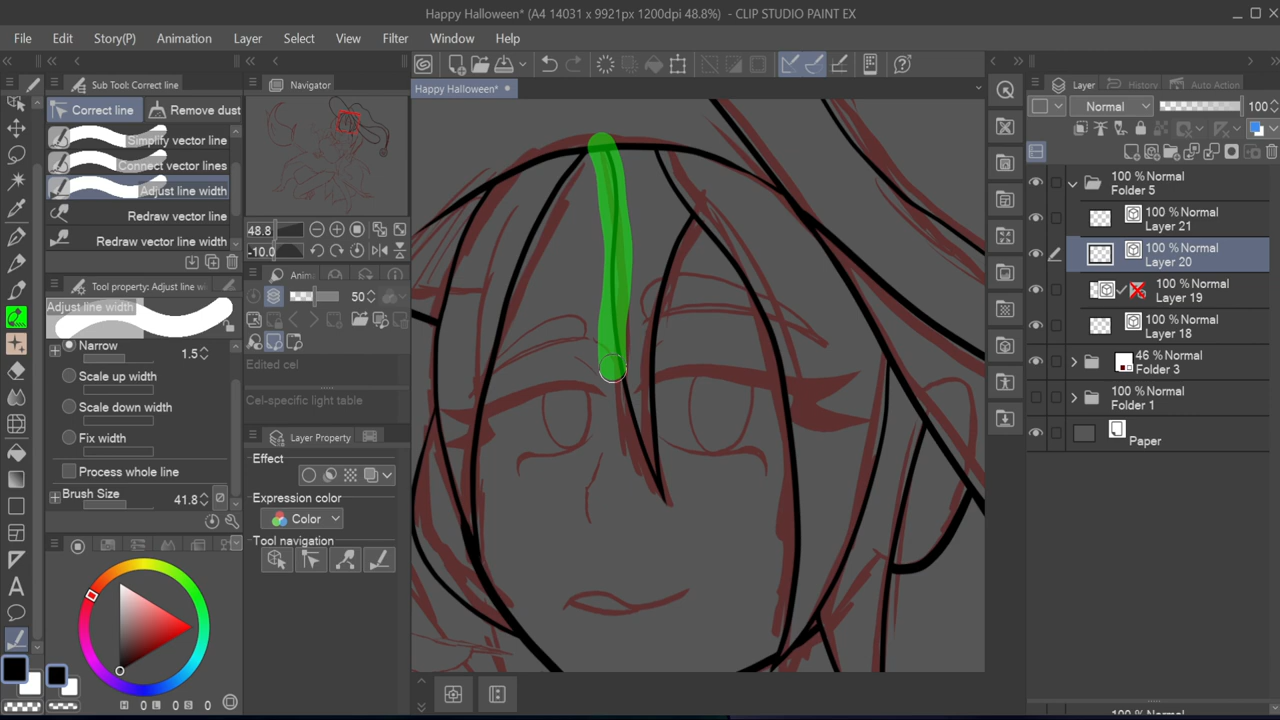 Happy Halloween* (A4 14031 x 9921px 1200dpi 48.8%) - CLIP STUDIO PAINT EX
File Edit Story(P) Animation Layer Select View Filter Window Help
Sub Tool: Correct line
Correct line
Remove dust
Simplify vector line
Connect vector lines
Adjust line width
Redraw vector line
Redraw vector line width
Tool property: Adjust line wi
Adjust line width
Narrow 1.5
Scale up width
Scale down width
Fix width
Process whole line
Brush Size 41.8
H 0 L 0 S 0
Navigator
48.8
-10.0
Anim
50
Edited cel
Cel-specific light table
Layer Property
Effect
Expression color
Color
Tool navigation
Happy Halloween*
Layer History Auto Action
Normal 100
100 % Normal
Folder 5
100 % Normal
Layer 21
100 % Normal
Layer 20
100 % Normal
Layer 19
100 % Normal
Layer 18
46 % Normal
Folder 3
100 % Normal
Folder 1
Paper